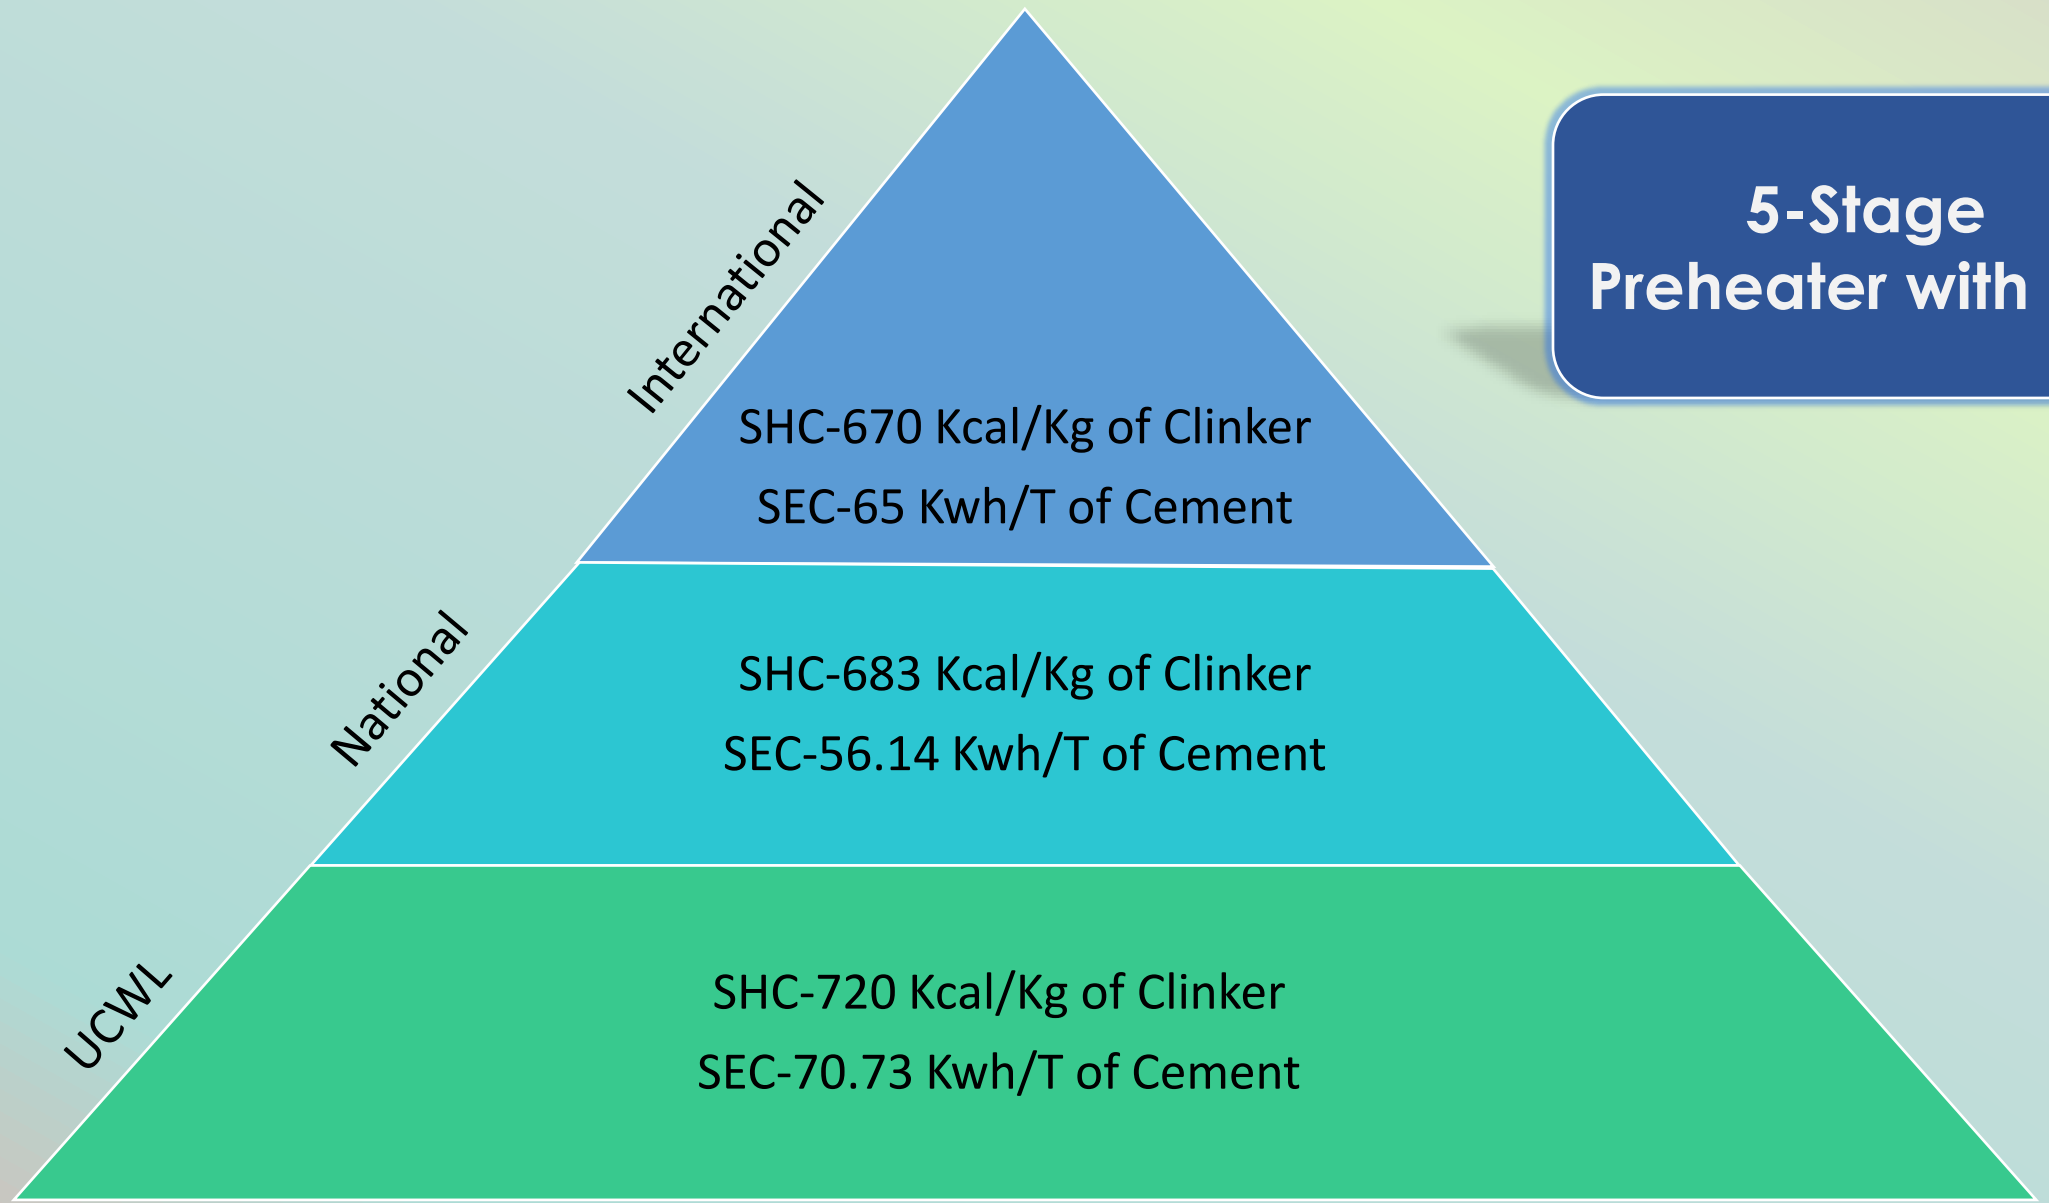 5-Stage
Preheater with
International
SHC-670 Kcal/Kg of Clinker
SEC-65 Kwh/T of Cement
National
SHC-683 Kcal/Kg of Clinker
SEC-56.14 Kwh/T of Cement
UCWL
SHC-720 Kcal/Kg of Clinker
SEC-70.73 Kwh/T of Cement